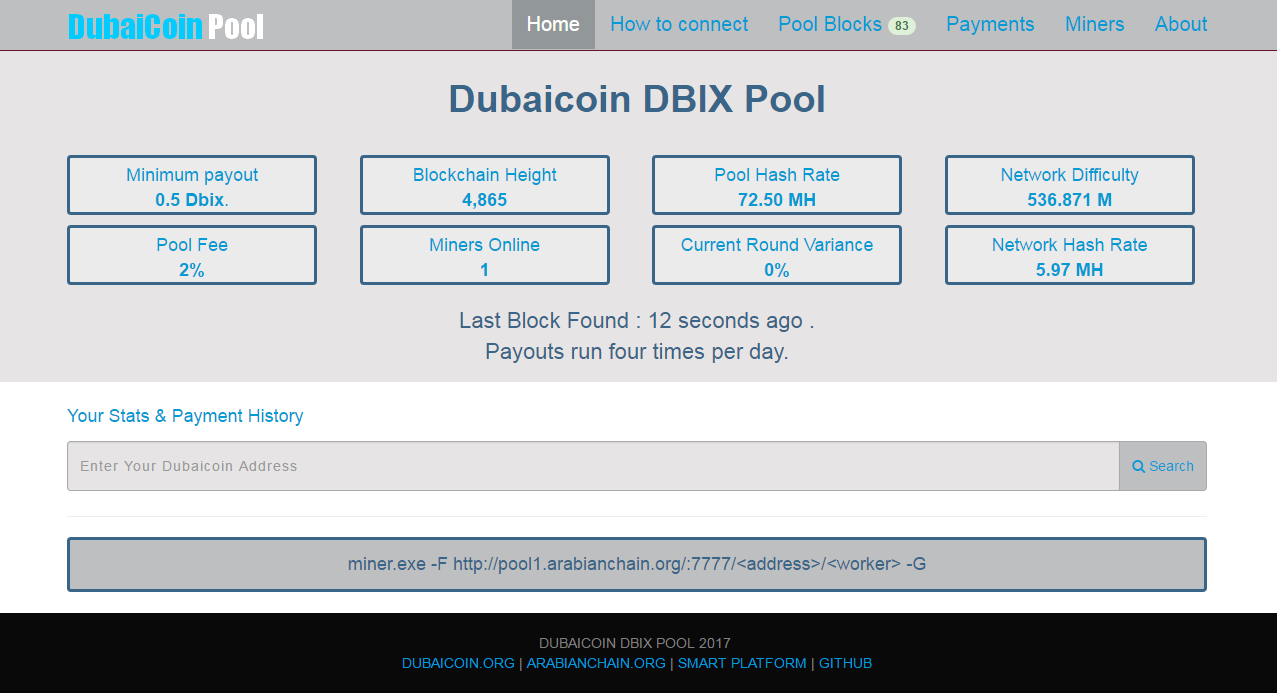 DubaiCoin Pool
Home How to connect Pool Blocks 83 Payments Miners About
Dubaicoin DBIX Pool
Minimum payout
0.5 Dbix.
Blockchain Height
4,865
Pool Hash Rate
72.50 MH
Network Difficulty
536.871 M
Pool Fee
2%
Miners Online
1
Current Round Variance
0%
Network Hash Rate
5.97 MH
Last Block Found : 12 seconds ago .
Payouts run four times per day.
Your Stats & Payment History
Enter Your Dubaicoin Address Search
miner.exe -F http://pool1.arabianchain.org/:7777/<address>/<worker> -G
DUBAICOIN DBIX POOL 2017
DUBAICOIN.ORG | ARABIANCHAIN.ORG | SMART PLATFORM | GITHUB